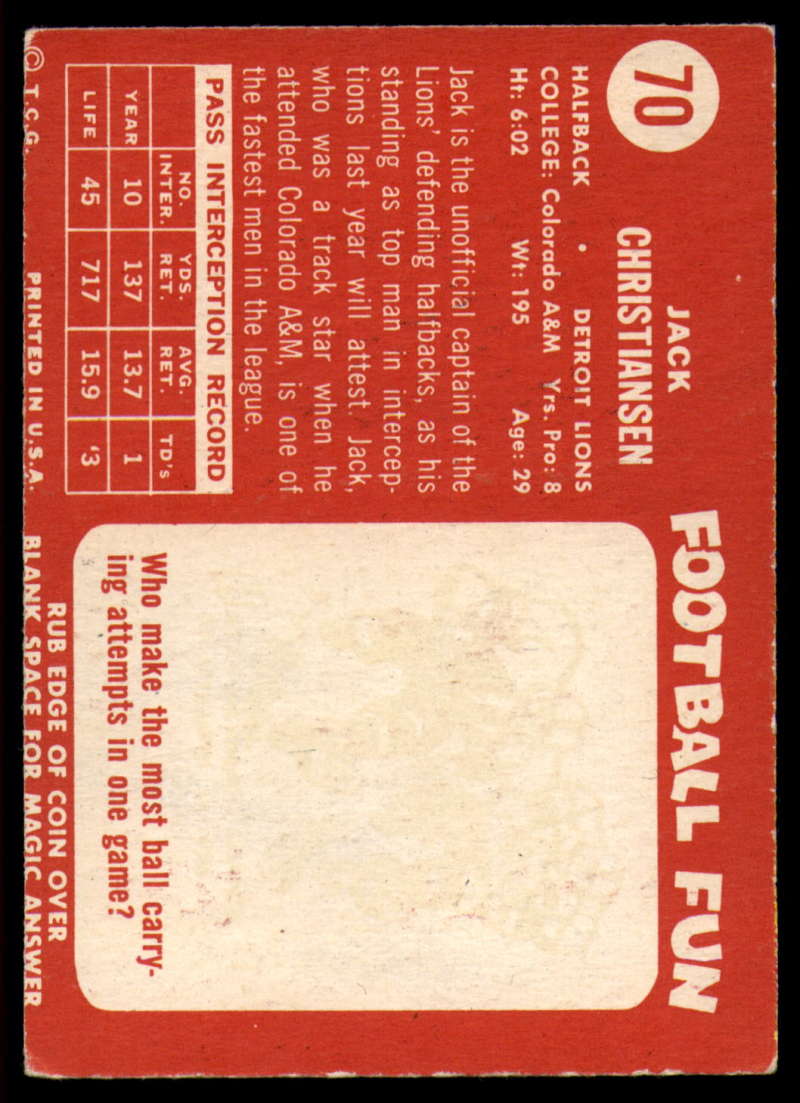 70
JACK
CHRISTIANSEN
HALFBACK • DETROIT LIONS
COLLEGE: Colorado A&M Yrs. Pro: 8
Ht: 6:02 Wt: 195 Age: 29
Jack is the unofficial captain of the
Lions' defending halfbacks, as his
standing as top man in intercep-
tions last year will attest. Jack,
who was a track star when he
attended Colorado A&M, is one of
the fastest men in the league.
PASS INTERCEPTION RECORD
NO. INTER. YDS. RET. AVG. RET. TD's
YEAR 10 137 13.7 1
LIFE 45 717 15.9 '3
© T.C.G. PRINTED IN U.S.A.
FOOTBALL FUN
Who make the most ball carry-
ing attempts in one game?
RUB EDGE OF COIN OVER
BLANK SPACE FOR MAGIC ANSWER